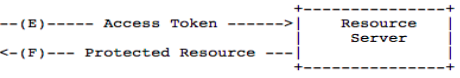 +---------------+
--(E)----- Access Token ------>|    Resource   |
|     Server    |
<-(F)--- Protected Resource ---|               |
+---------------+